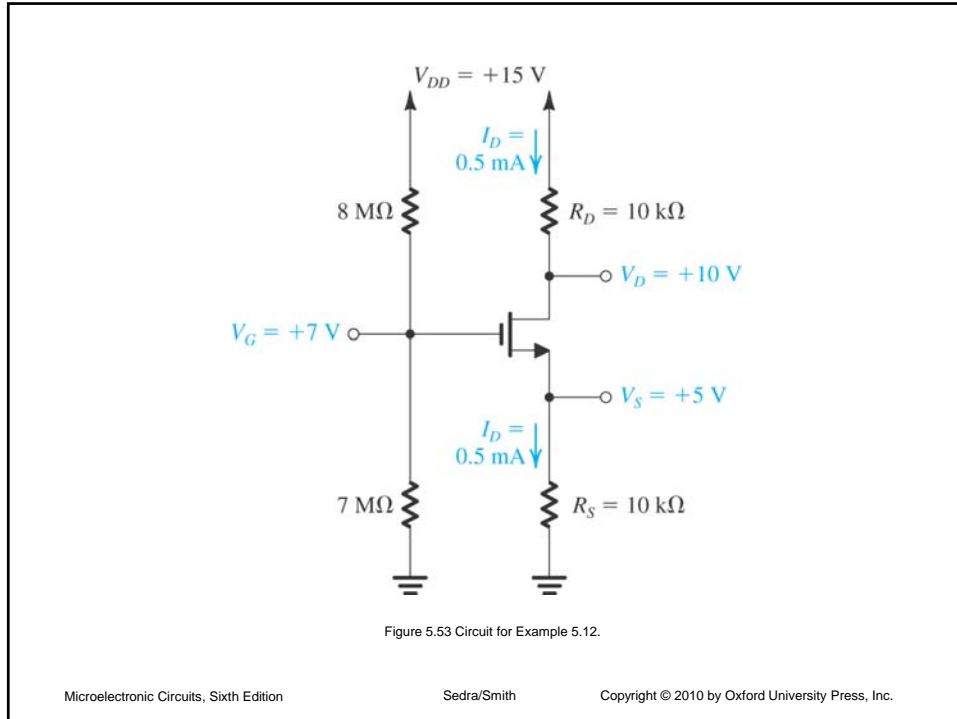 V_DD = +15 V
I_D =
0.5 mA
8 MΩ
R_D = 10 kΩ
V_D = +10 V
V_G = +7 V
V_S = +5 V
I_D =
0.5 mA
7 MΩ
R_S = 10 kΩ
Figure 5.53 Circuit for Example 5.12.
Microelectronic Circuits, Sixth Edition Sedra/Smith Copyright © 2010 by Oxford University Press, Inc.